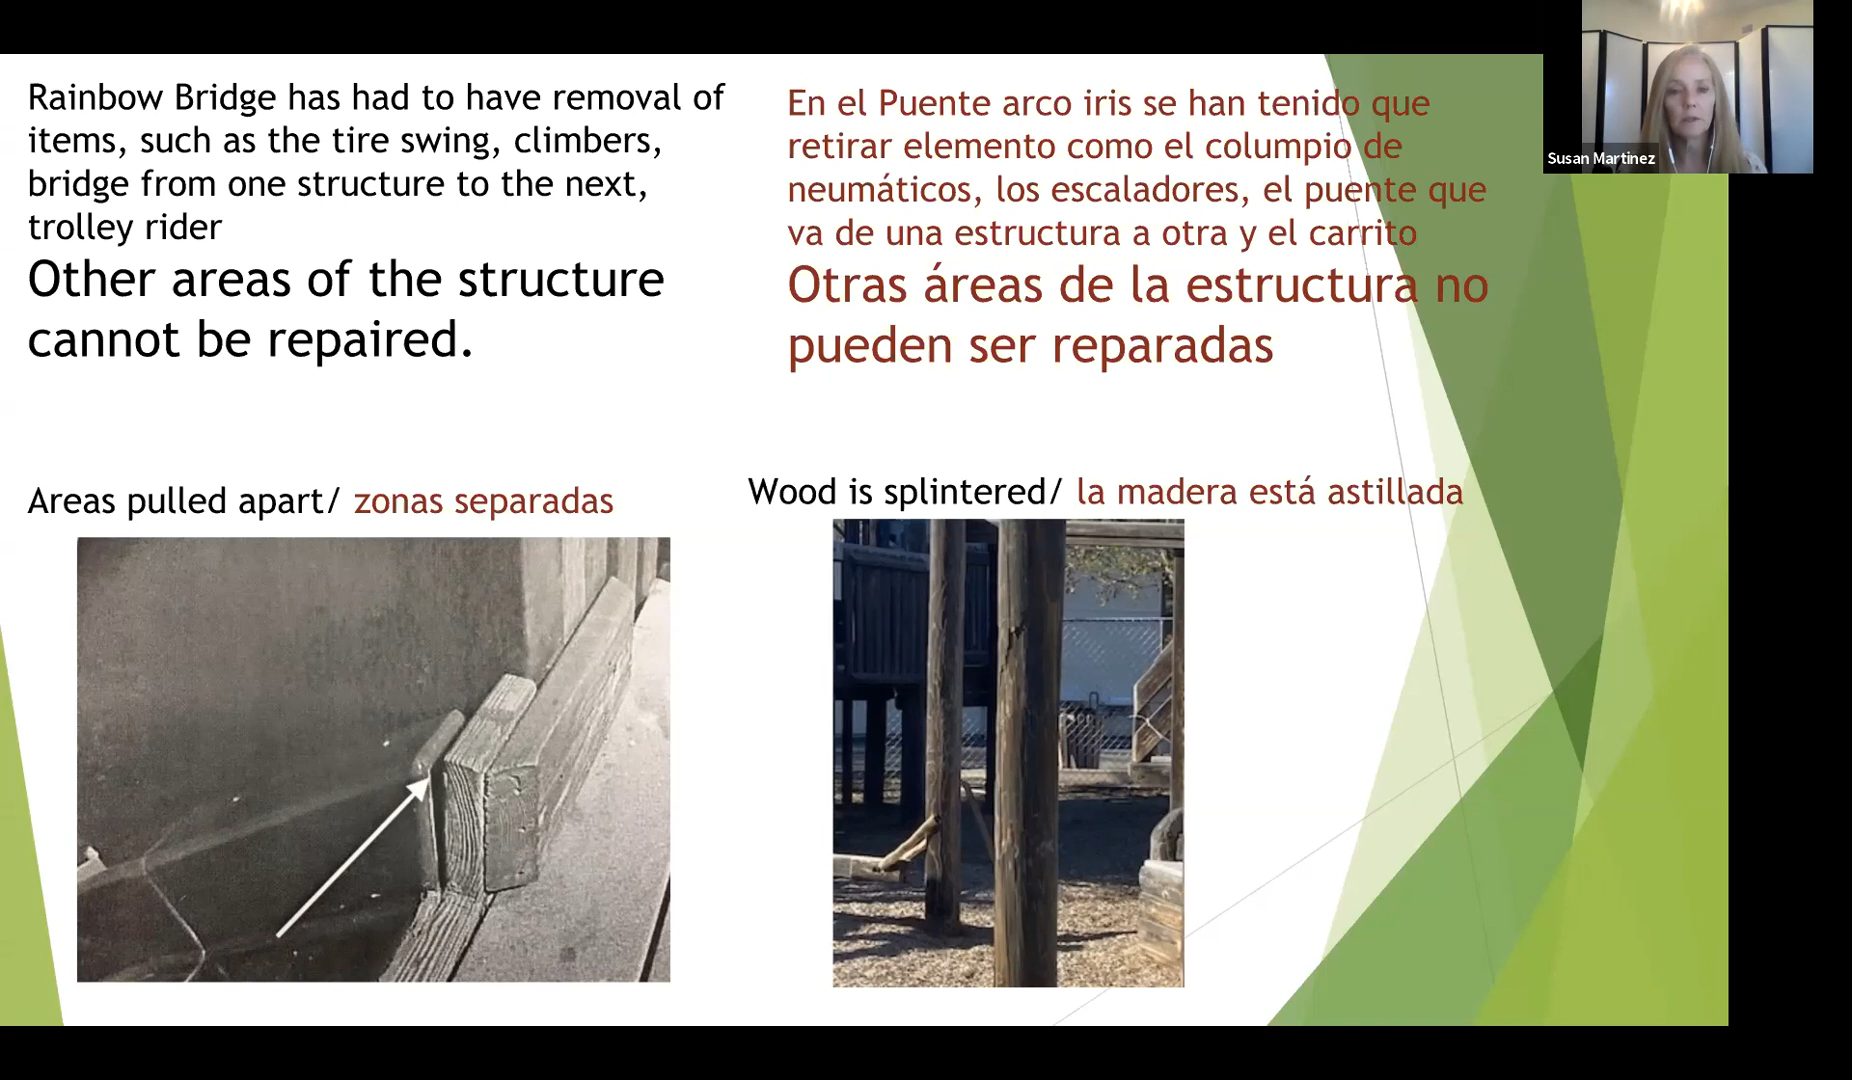 Rainbow Bridge has had to have removal of
items, such as the tire swing, climbers,
bridge from one structure to the next,
trolley rider
Other areas of the structure
cannot be repaired.
En el Puente arco iris se han tenido que
retirar elemento como el columpio de
neumáticos, los escaladores, el puente que
va de una estructura a otra y el carrito
Otras áreas de la estructura no
pueden ser reparadas
Areas pulled apart/ zonas separadas
Wood is splintered/ la madera está astillada
Susan Martinez